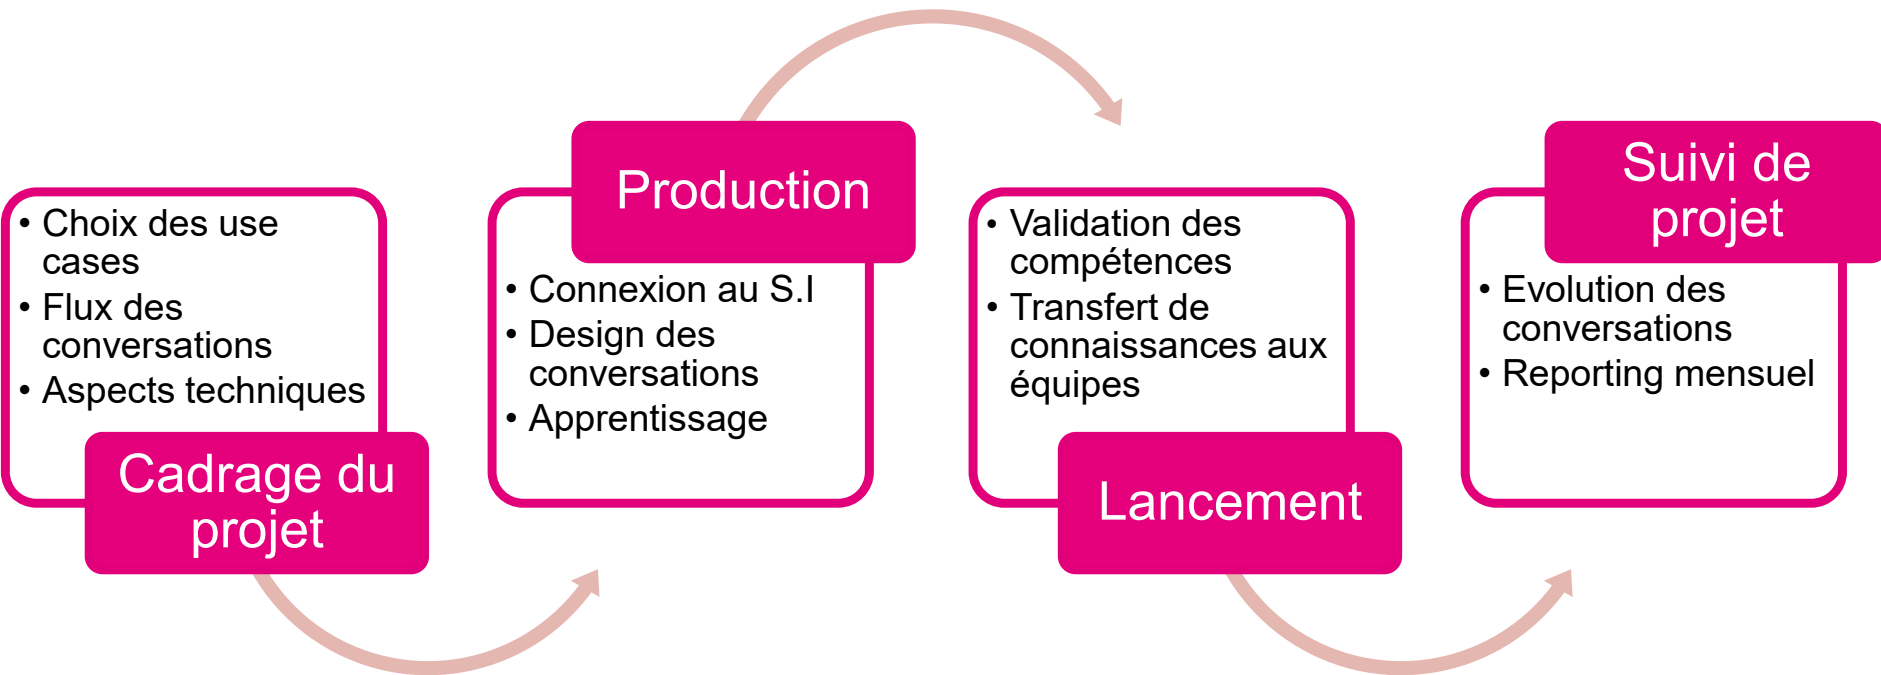 • Choix des use
cases
• Flux des
conversations
• Aspects techniques
Cadrage du
projet
Production
• Connexion au S.I
• Design des
conversations
• Apprentissage
• Validation des
compétences
• Transfert de
connaissances aux
équipes
Lancement
Suivi de
projet
• Evolution des
conversations
• Reporting mensuel